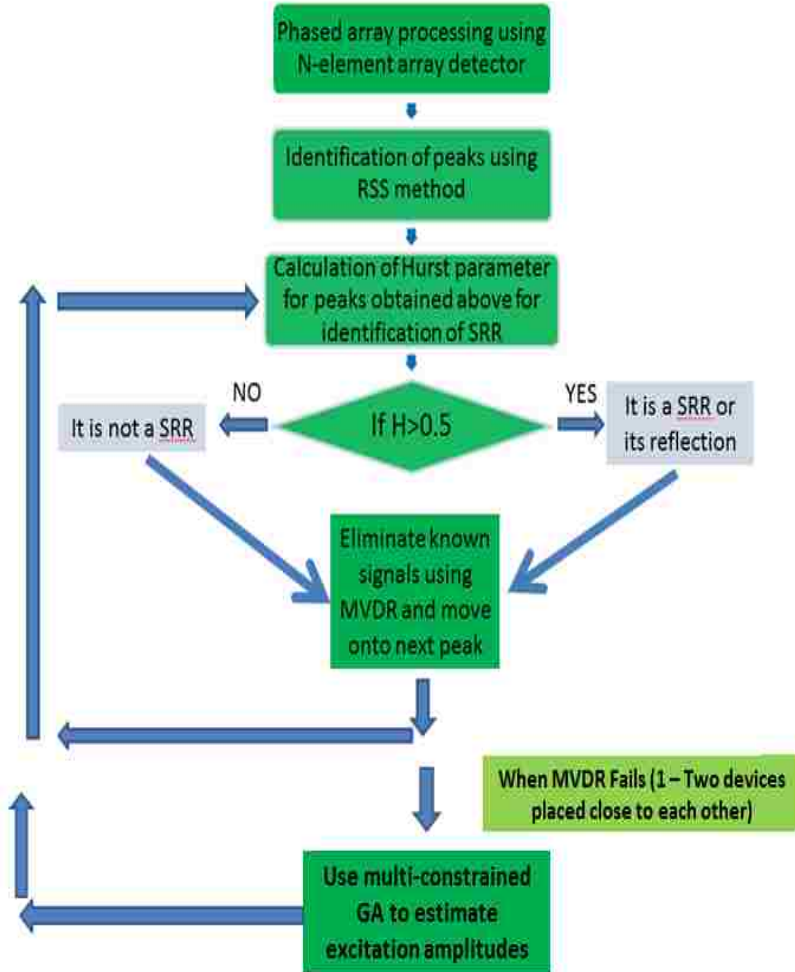 Phased array processing using
N-element array detector
Identification of peaks using
RSS method
Calculation of Hurst parameter
for peaks obtained above for
identification of SRR
NO
YES
It is not a SRR
If H>0.5
It is a SRR or
its reflection
Eliminate known
signals using
MVDR and move
onto next peak
When MVDR Fails (1 – Two devices
placed close to each other)
Use multi-constrained
GA to estimate
excitation amplitudes